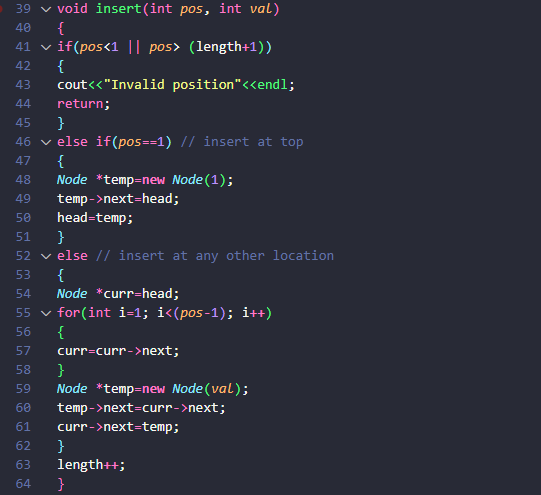 39 void insert(int pos, int val)
40 {
41 if(pos<1 || pos> (length+1))
42 {
43 cout<<"Invalid position"<<endl;
44 return;
45 }
46 else if(pos==1) // insert at top
47 {
48 Node *temp=new Node(1);
49 temp->next=head;
50 head=temp;
51 }
52 else // insert at any other location
53 {
54 Node *curr=head;
55 for(int i=1; i<(pos-1); i++)
56 {
57 curr=curr->next;
58 }
59 Node *temp=new Node(val);
60 temp->next=curr->next;
61 curr->next=temp;
62 }
63 length++;
64 }